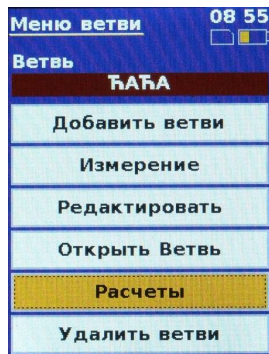 Меню ветви 08 55
Ветвь
ЋАЋА
Добавить ветви
Измерение
Редактировать
Открыть Ветвь
Расчеты
Удалить ветви